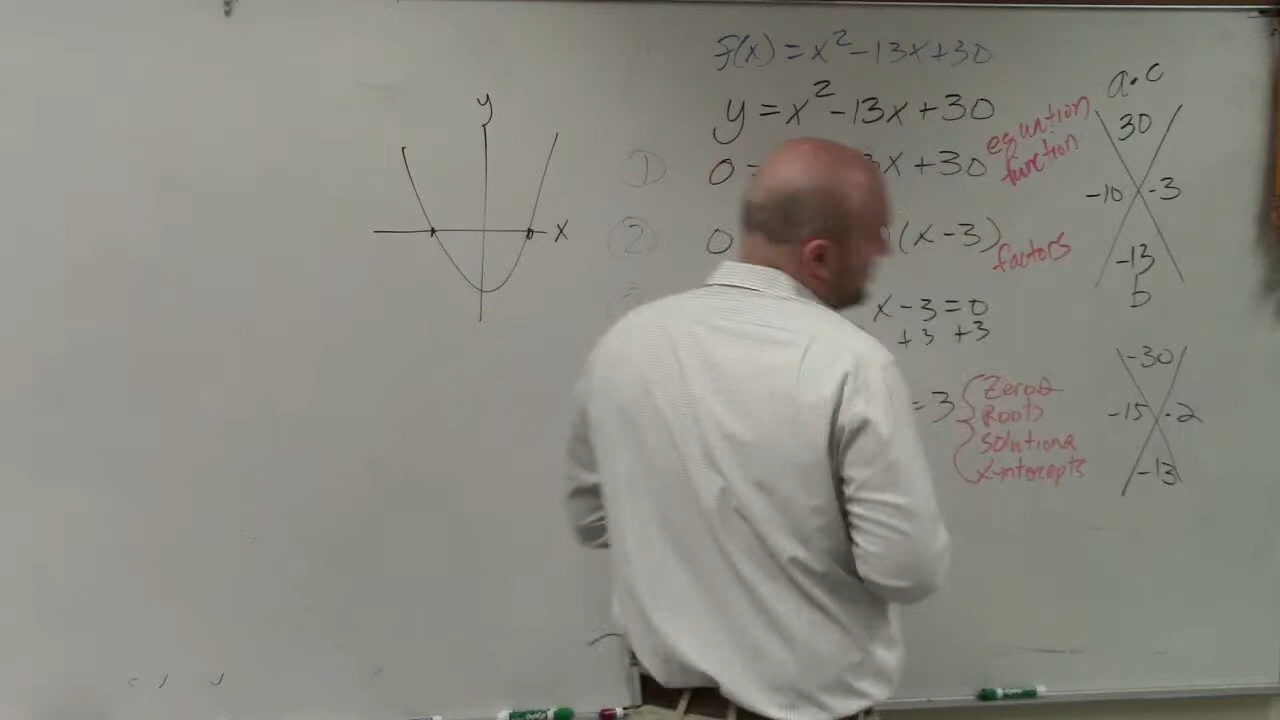 f(x) = x² - 13x + 30
y = x² - 13x + 30
equation
function
① 0 = 3x + 30
② 0 (x - 3)
factors
x - 3 = 0
+3 +3
= 3
Zeros
Roots
Solutions
x-intercepts
y
x
a·c
30
-10 -3
-13
b
-30
-15 -2
-13